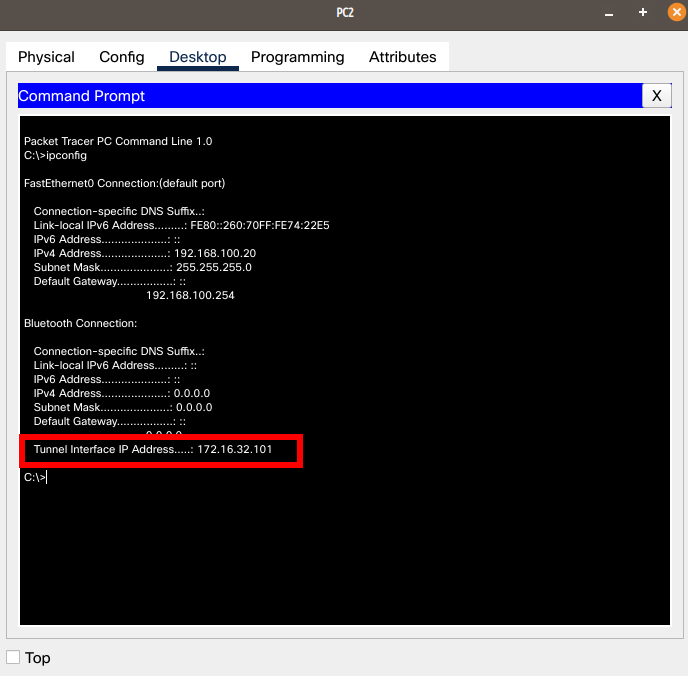 PC2
Physical Config Desktop Programming Attributes
Command Prompt X
Packet Tracer PC Command Line 1.0
C:\>ipconfig
FastEthernet0 Connection:(default port)
Connection-specific DNS Suffix..:
Link-local IPv6 Address.........: FE80::260:70FF:FE74:22E5
IPv6 Address....................: ::
IPv4 Address....................: 192.168.100.20
Subnet Mask.....................: 255.255.255.0
Default Gateway.................: ::
192.168.100.254
Bluetooth Connection:
Connection-specific DNS Suffix..:
Link-local IPv6 Address.........: ::
IPv6 Address....................: ::
IPv4 Address....................: 0.0.0.0
Subnet Mask.....................: 0.0.0.0
Default Gateway.................: ::
0.0.0.0
Tunnel Interface IP Address.....: 172.16.32.101
C:\>
Top